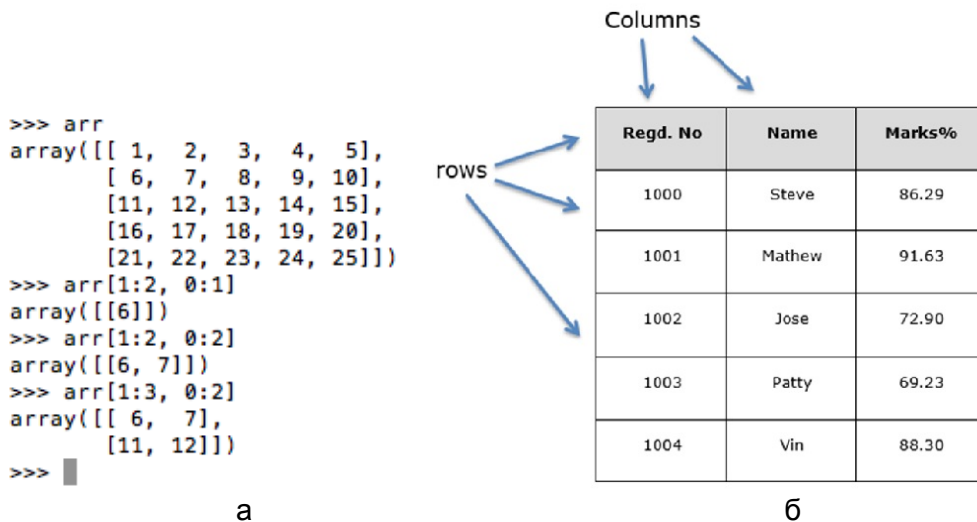 >>> arr
array([[ 1,  2,  3,  4,  5],
       [ 6,  7,  8,  9, 10],
       [11, 12, 13, 14, 15],
       [16, 17, 18, 19, 20],
       [21, 22, 23, 24, 25]])
>>> arr[1:2, 0:1]
array([[6]])
>>> arr[1:2, 0:2]
array([[6, 7]])
>>> arr[1:3, 0:2]
array([[ 6,  7],
       [11, 12]])
>>>
а
Columns
rows
Regd. No Name Marks%
1000 Steve 86.29
1001 Mathew 91.63
1002 Jose 72.90
1003 Patty 69.23
1004 Vin 88.30
б